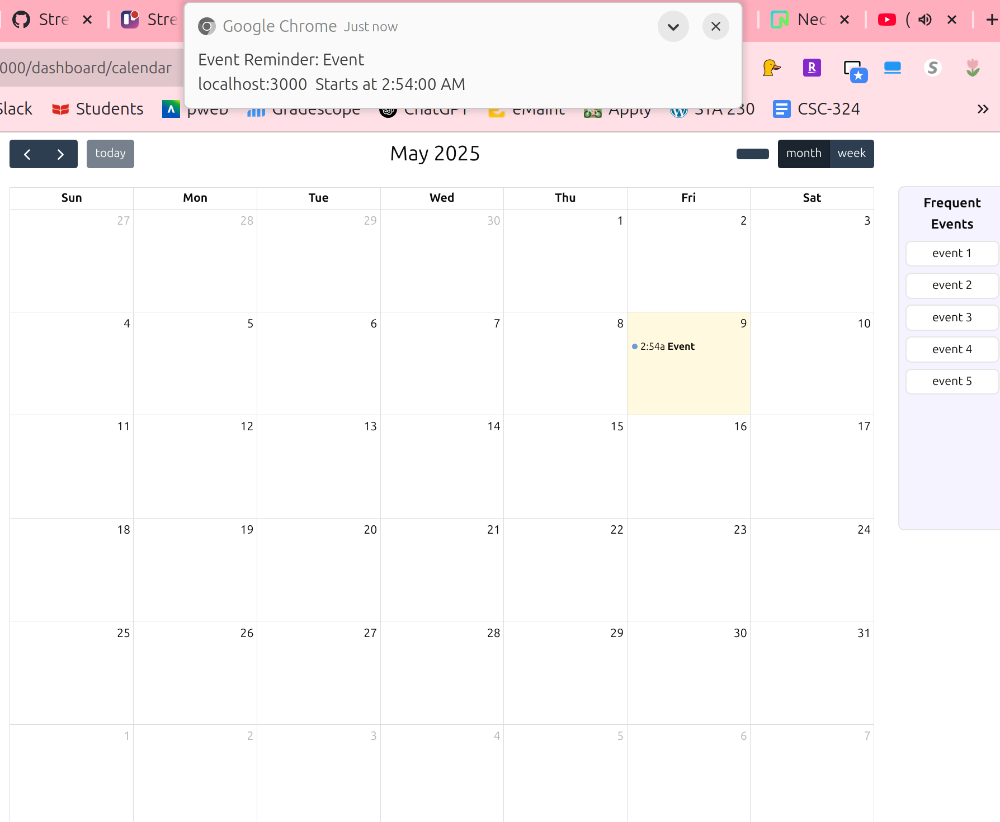 Stre Stre Nec (
Google Chrome Just now
Event Reminder: Event
localhost:3000 Starts at 2:54:00 AM
000/dashboard/calendar
Slack Students pweb Gradescope ChatGPT eMaint Apply STA 230 CSC-324
today May 2025 month week
Sun Mon Tue Wed Thu Fri Sat
27 28 29 30 1 2 3
4 5 6 7 8 9 10
2:54a Event
11 12 13 14 15 16 17
18 19 20 21 22 23 24
25 26 27 28 29 30 31
1 2 3 4 5 6 7
Frequent
Events
event 1
event 2
event 3
event 4
event 5